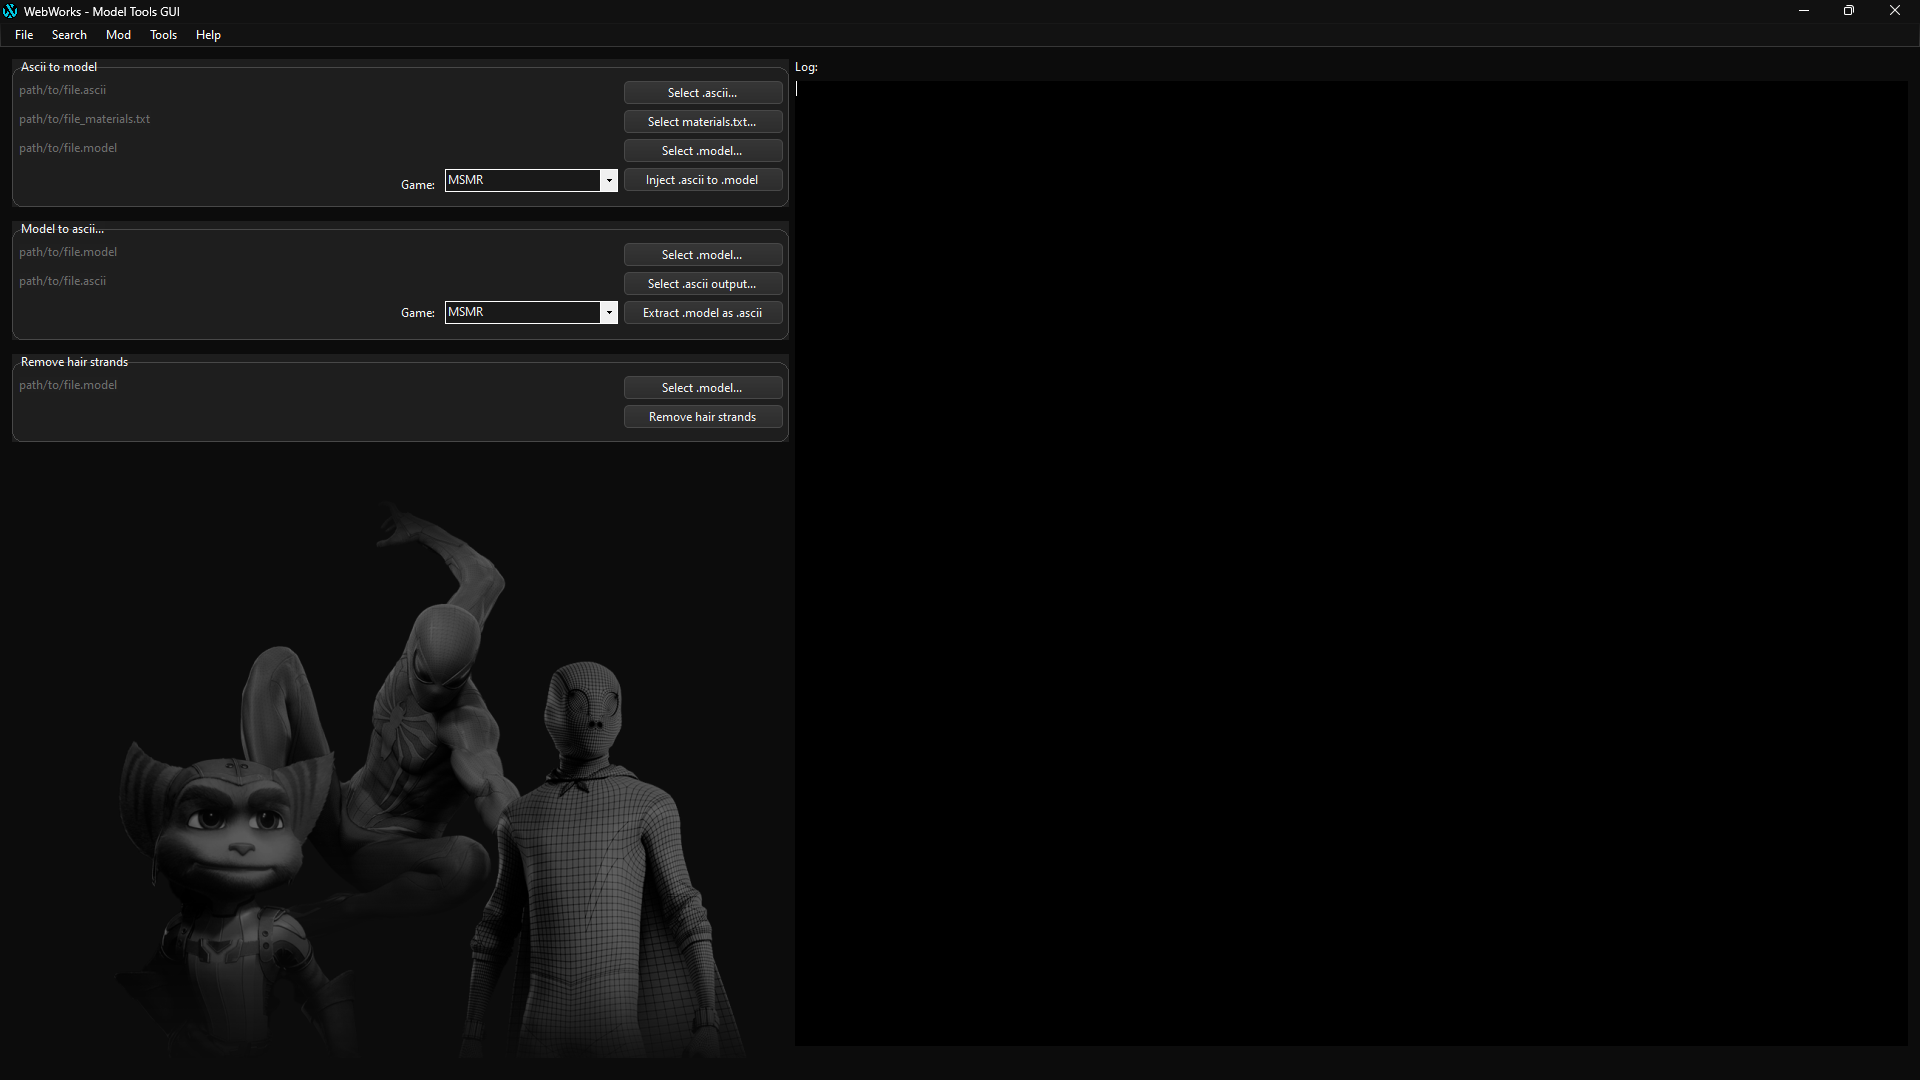 WebWorks - Model Tools GUI
File Search Mod Tools Help
Ascii to model
path/to/file.ascii
Select .ascii...
path/to/file_materials.txt
Select materials.txt...
path/to/file.model
Select .model...
Game: MSMR
Inject .ascii to .model
Model to ascii...
path/to/file.model
Select .model...
path/to/file.ascii
Select .ascii output...
Game: MSMR
Extract .model as .ascii
Remove hair strands
path/to/file.model
Select .model...
Remove hair strands
Log: